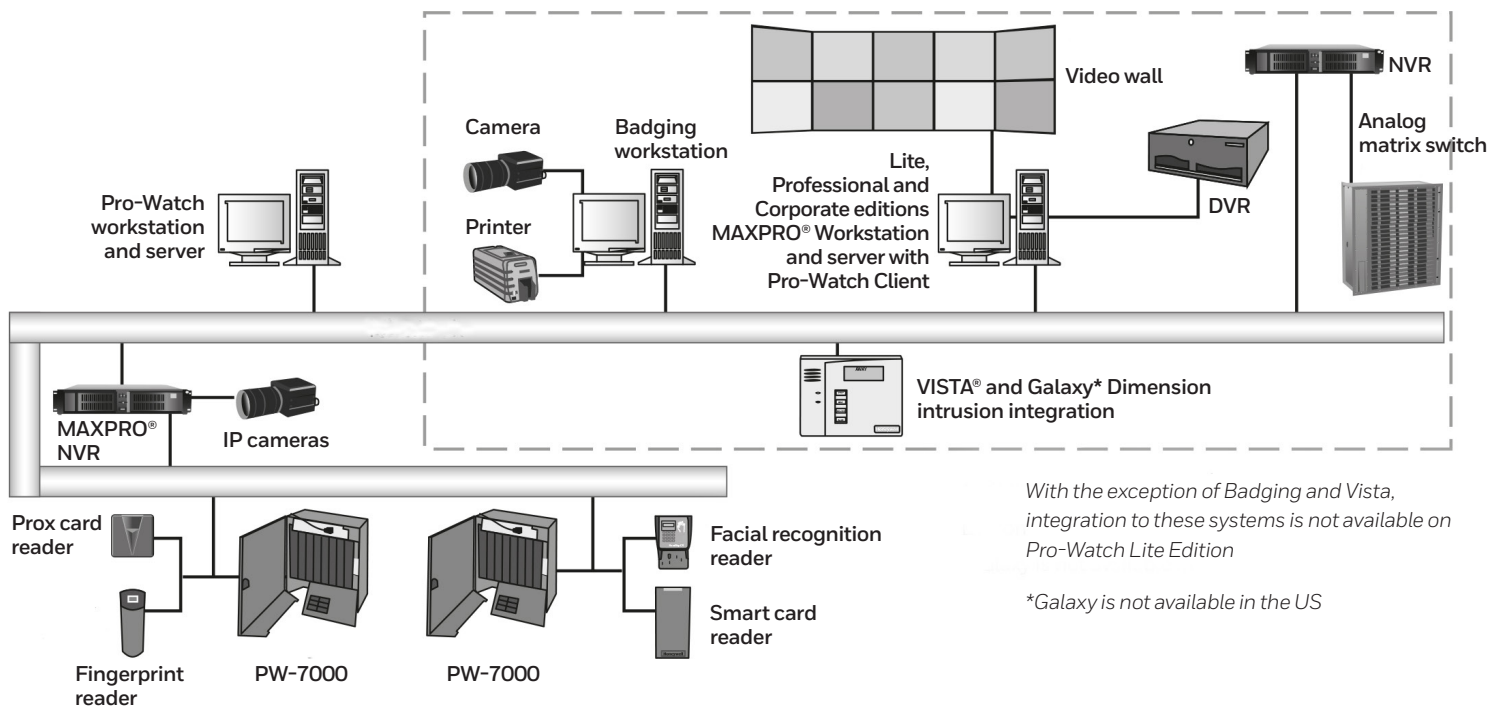 Pro-Watch
workstation
and server
Camera
Printer
Badging
workstation
Video wall
Lite,
Professional and
Corporate editions
MAXPRO® Workstation
and server with
Pro-Watch Client
DVR
NVR
Analog
matrix switch
MAXPRO®
NVR
IP cameras
VISTA® and Galaxy* Dimension
intrusion integration
Prox card
reader
Fingerprint
reader
PW-7000
PW-7000
Facial recognition
reader
Smart card
reader
With the exception of Badging and Vista,
integration to these systems is not available on
Pro-Watch Lite Edition
*Galaxy is not available in the US